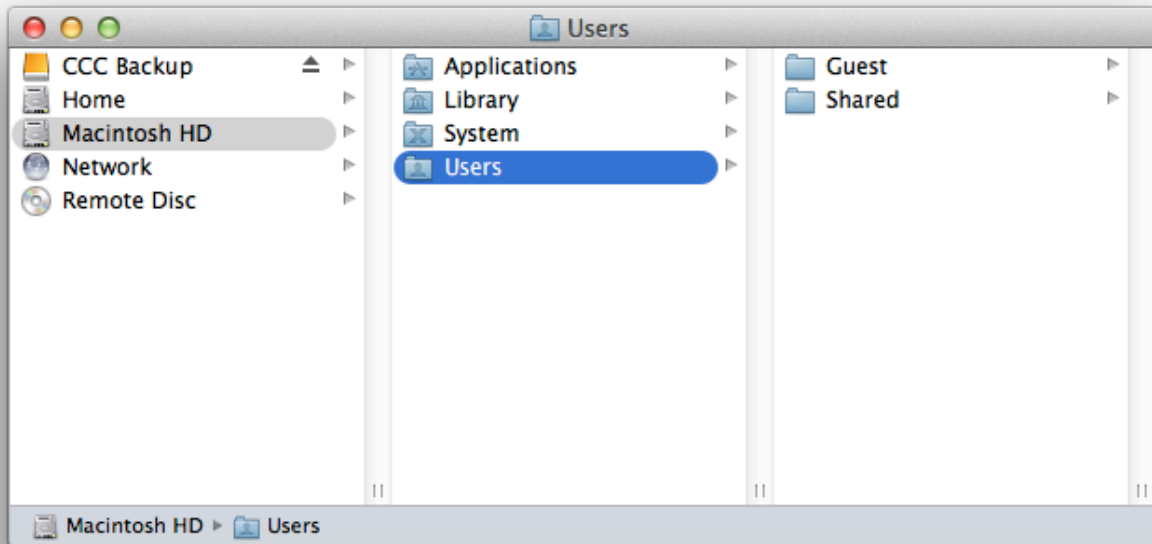 Users
CCC Backup
Home
Macintosh HD
Network
Remote Disc
Applications
Library
System
Users
Guest
Shared
Macintosh HD Users